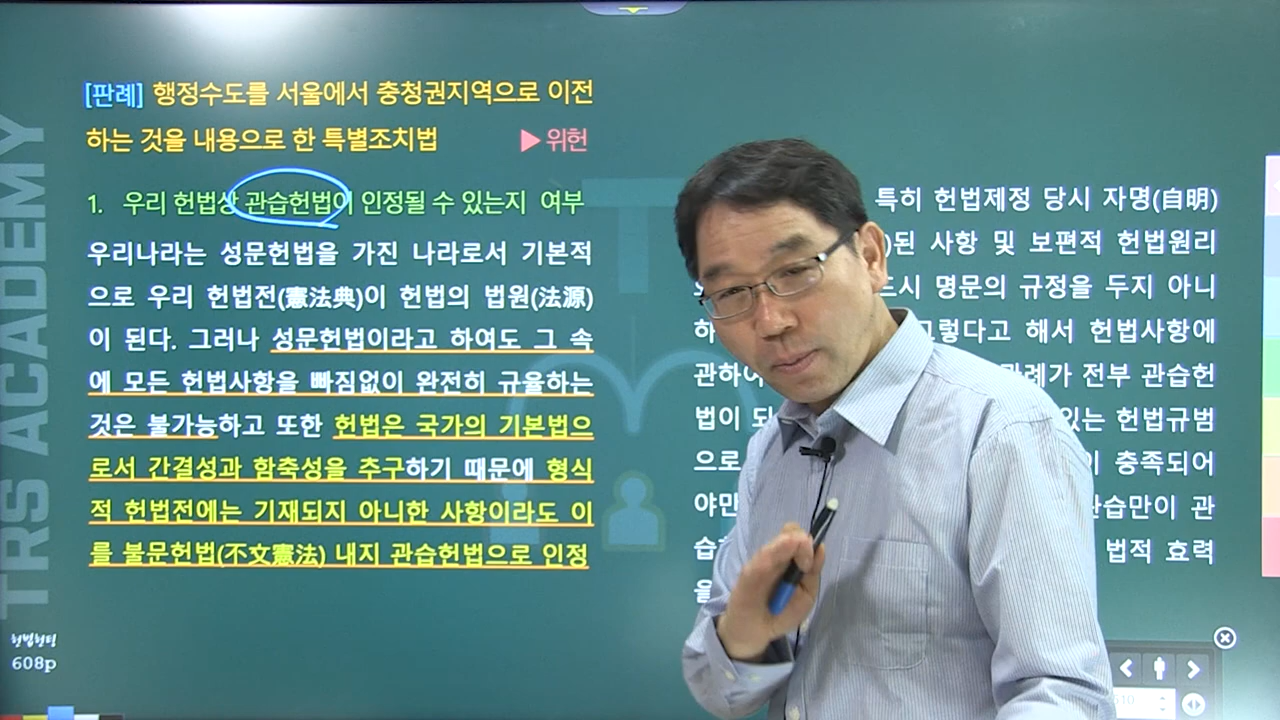 [판례] 행정수도를 서울에서 충청권지역으로 이전
하는 것을 내용으로 한 특별조치법 ▶위헌
1. 우리 헌법상 관습헌법이 인정될 수 있는지 여부
우리나라는 성문헌법을 가진 나라로서 기본적
으로 우리 헌법전(憲法典)이 헌법의 법원(法源)
이 된다. 그러나 성문헌법이라고 하여도 그 속
에 모든 헌법사항을 빠짐없이 완전히 규율하는
것은 불가능하고 또한 헌법은 국가의 기본법으
로서 간결성과 함축성을 추구하기 때문에 형식
적 헌법전에는 기재되지 아니한 사항이라도 이
를 불문헌법(不文憲法) 내지 관습헌법으로 인정
특히 헌법제정 당시 자명(自明)
)된 사항 및 보편적 헌법원리
명문의 규정을 두지 아니
하 그렇다고 해서 헌법사항에
관하여 전부 관습헌
법이 되 있는 헌법규범
으로 충족되어
야만 관
습 법적 효력
을
TRS ACADEMY
608p